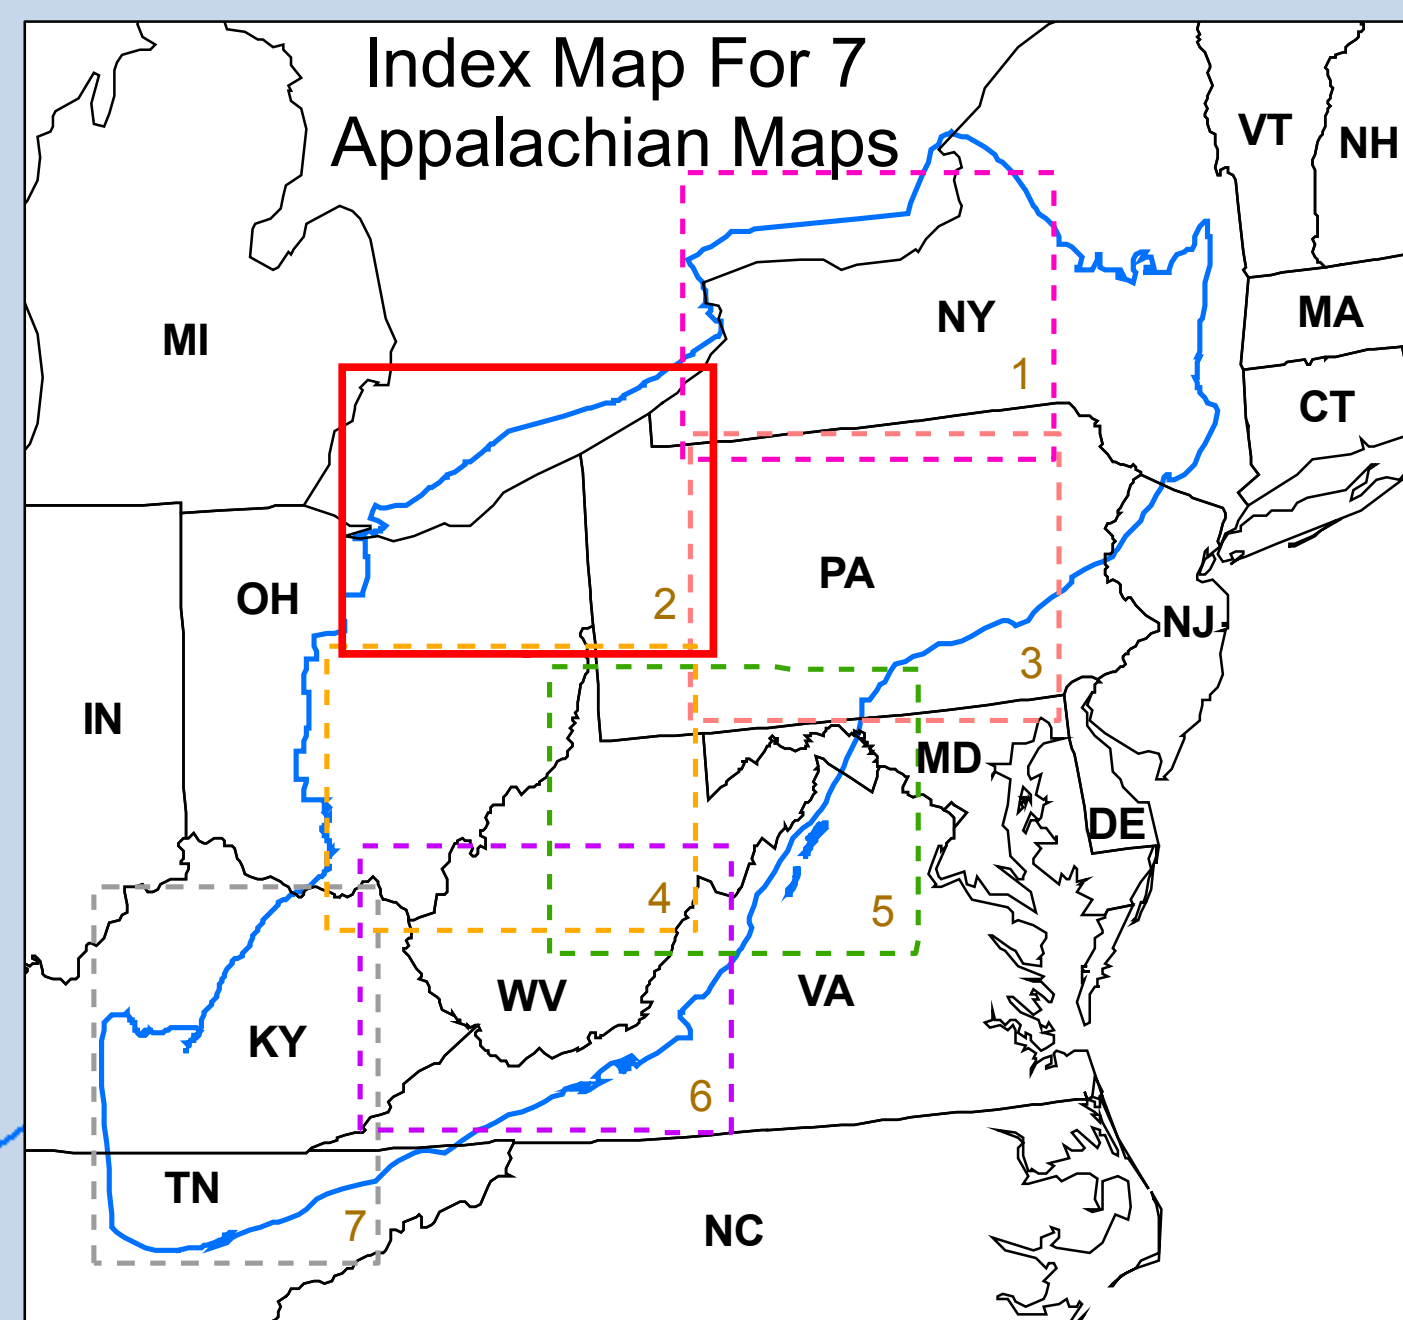 Index Map For 7
Appalachian Maps
VT
NH
NY
MA
MI
1
CT
PA
OH
2
NJ
3
IN
MD
DE
4
5
WV
VA
KY
6
TN
7
NC